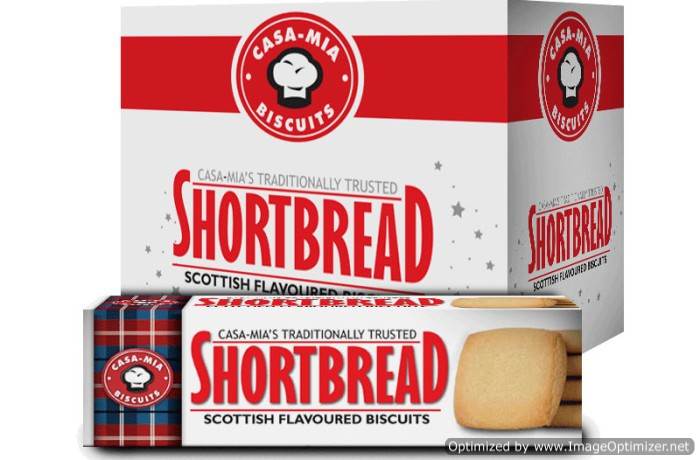 CASA-MIA
BISCUITS
CASA-MIA
BISCUITS
CASA-MIA'S TRADITIONALLY TRUSTED
SHORTBREAD
SCOTTISH FLAVOURED BISCUITS
CASA-MIA'S TRADITIONALLY TRUSTED
SHORTBREAD
SCOTTISH FLAVOURED BISCUITS
SHORTBREAD
CASA-MIA
BISCUITS
CASA-MIA'S TRADITIONALLY TRUSTED
SHORTBREAD
SCOTTISH FLAVOURED BISCUITS
Optimized by www.ImageOptimizer.net